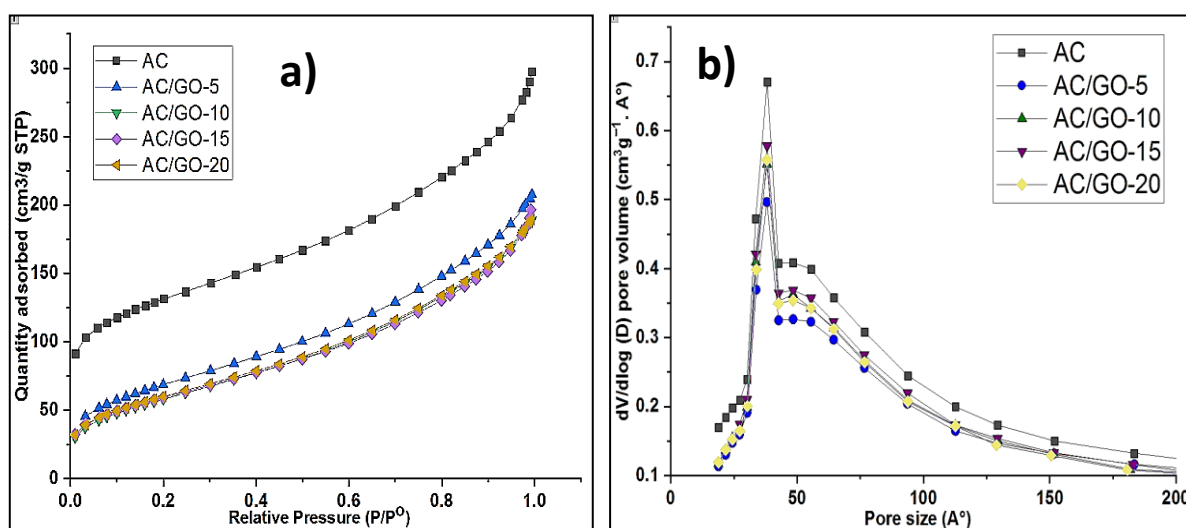 a)
AC
AC/GO-5
AC/GO-10
AC/GO-15
AC/GO-20
Quantity adsorbed (cm3/g STP)
300
250
200
150
100
50
0
0.0 0.2 0.4 0.6 0.8 1.0
Relative Pressure (P/P⁰)
b)
AC
AC/GO-5
AC/GO-10
AC/GO-15
AC/GO-20
dV/dlog (D) pore volume (cm³g⁻¹. A°)
0.7
0.6
0.5
0.4
0.3
0.2
0.1
0 50 100 150 200
Pore size (A°)